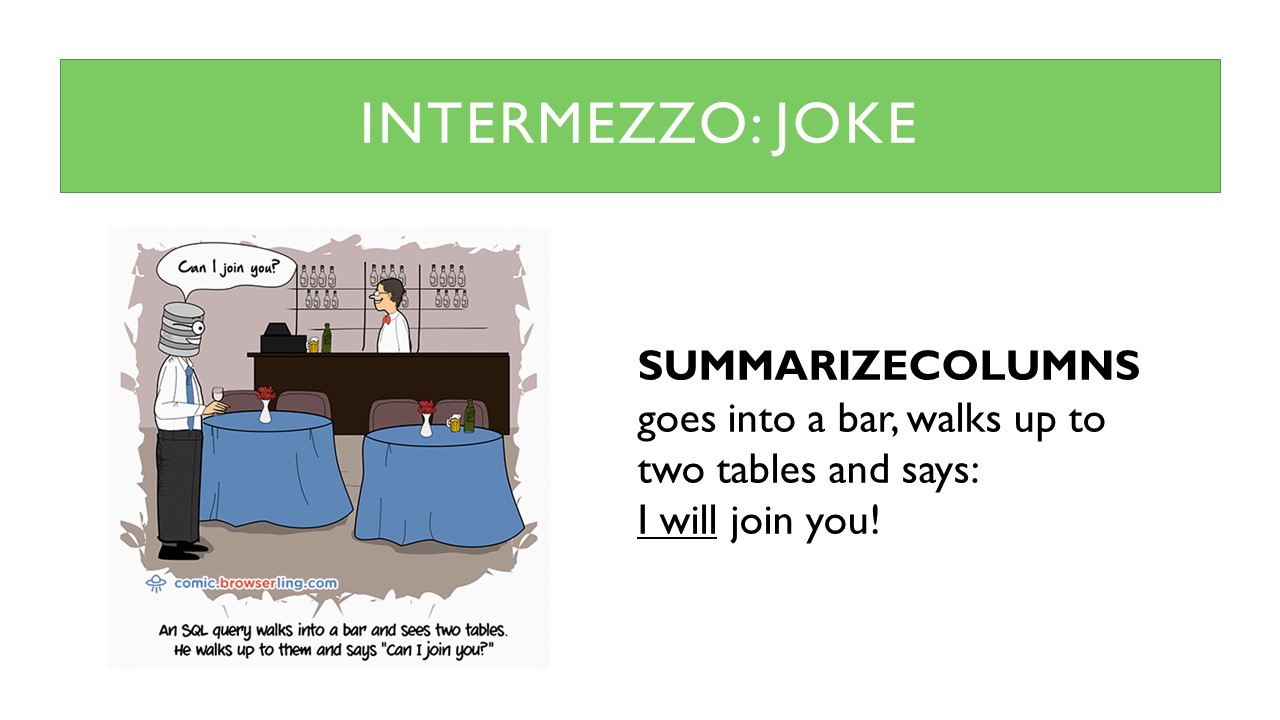 INTERMEZZO: JOKE
Can I join you?
comic.browserling.com
An SQL query walks into a bar and sees two tables.
He walks up to them and says "Can I join you?"
SUMMARIZECOLUMNS
goes into a bar, walks up to
two tables and says:
I will join you!